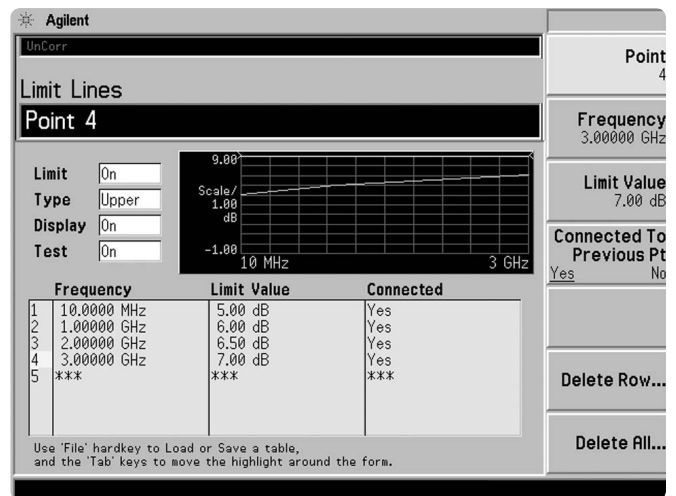 Agilent
UnCorr
Limit Lines
Point 4
Limit On
Type Upper
Display On
Test On
9.00
Scale/
1.00
dB
-1.00
10 MHz 3 GHz
Frequency Limit Value Connected
1 10.0000 MHz 5.00 dB Yes
2 1.00000 GHz 6.00 dB Yes
3 2.00000 GHz 6.50 dB Yes
4 3.00000 GHz 7.00 dB Yes
5 *** *** ***
Use 'File' hardkey to Load or Save a table,
and the 'Tab' keys to move the highlight around the form.
Point
4
Frequency
3.00000 GHz
Limit Value
7.00 dB
Connected To
Previous Pt
Yes No
Delete Row...
Delete All...